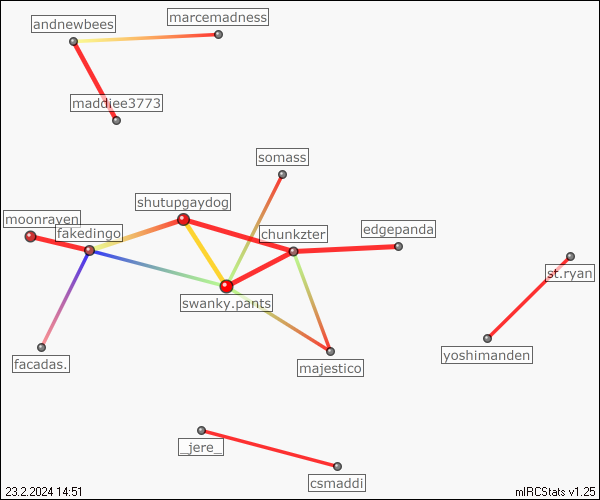 marcemadness
andnewbees
maddiee3773
somass
shutupgaydog
moonraven
fakedingo
chunkzter
edgepanda
st.ryan
swanky.pants
yoshimanden
facadas.
majestico
_jere_
csmaddi
23.2.2024 14:51
mIRCStats v1.25